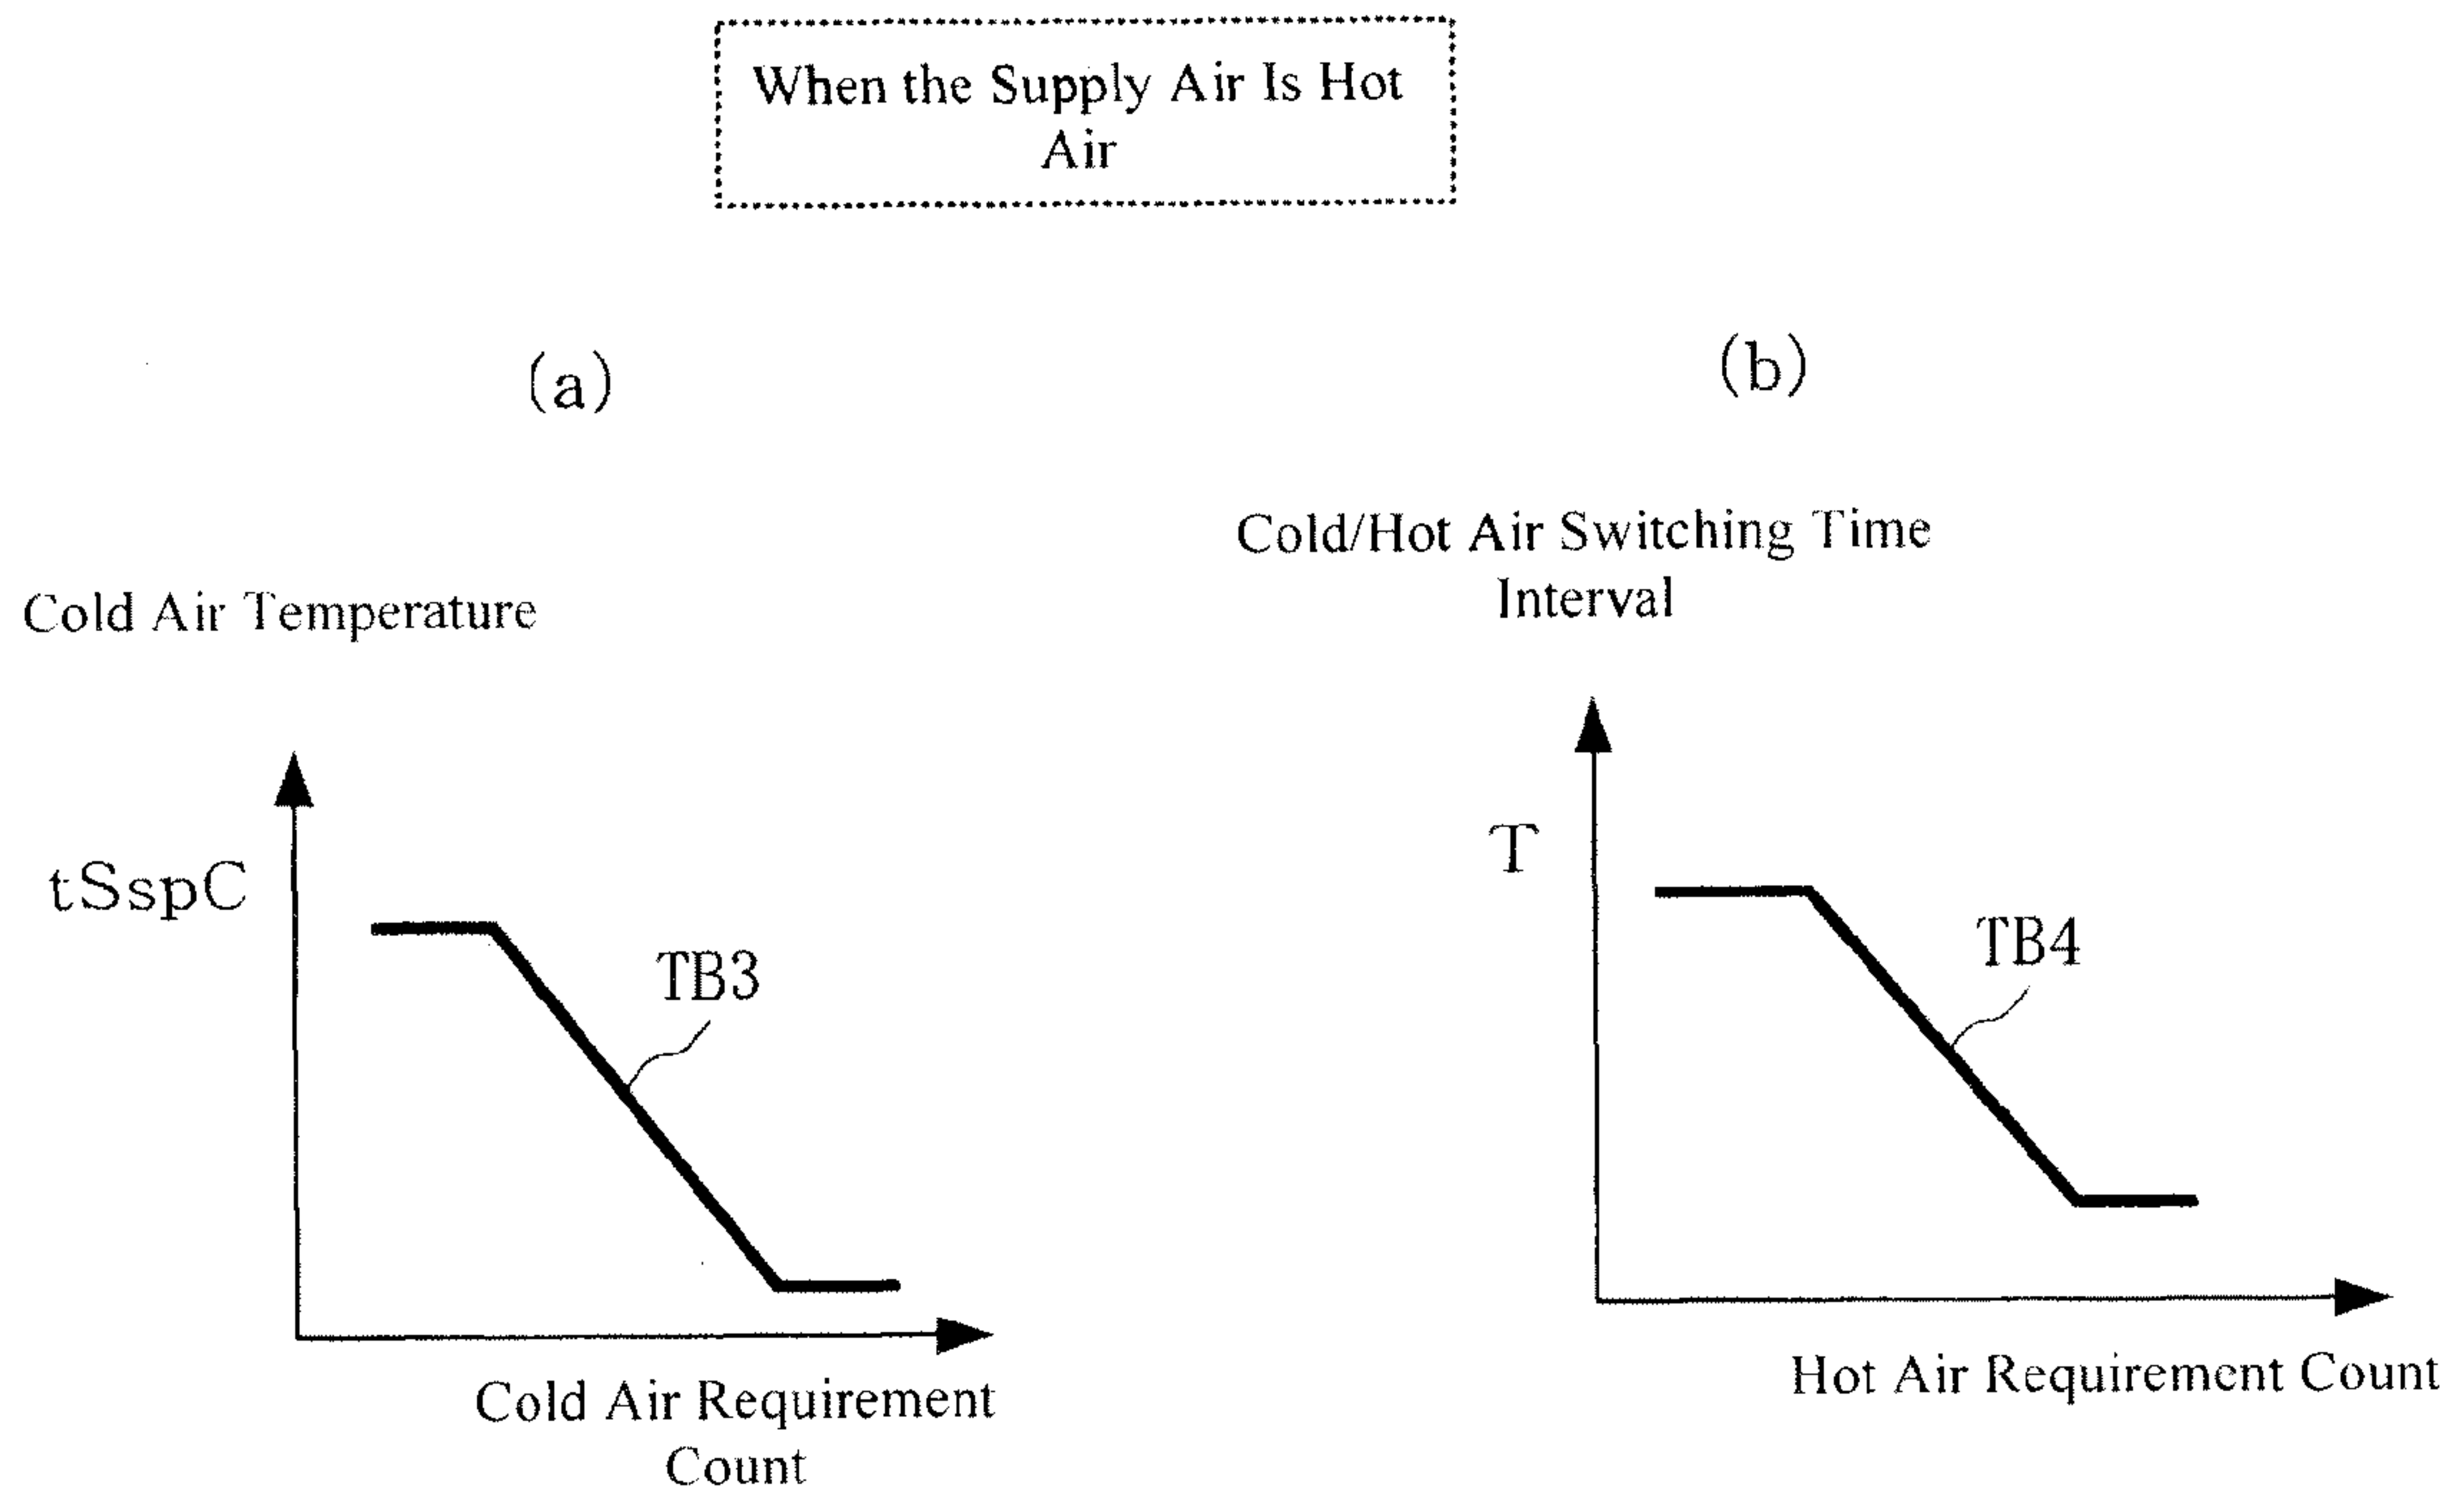 When the Supply Air Is Hot
Air
(a)
(b)
Cold/Hot Air Switching Time
Interval
Cold Air Temperature
T
tSspC
TB4
TB3
Hot Air Requirement Count
Cold Air Requirement
Count